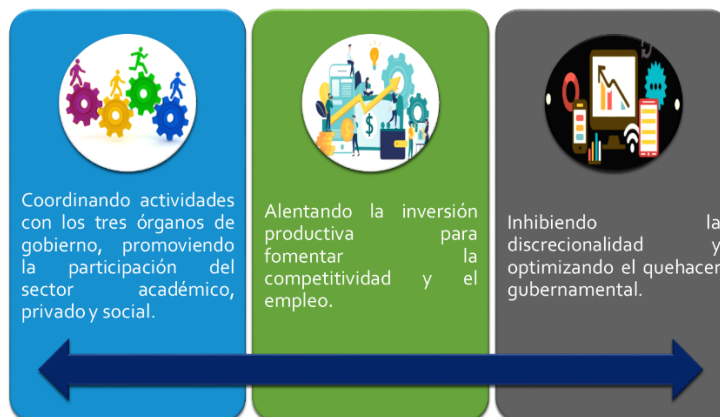 Coordinando actividades
con los tres órganos de
gobierno, promoviendo
la participación del
sector académico,
privado y social.
Alentando la inversión
productiva para
fomentar la
competitividad y el
empleo.
Inhibiendo la
discrecionalidad y
optimizando el quehacer
gubernamental.
$